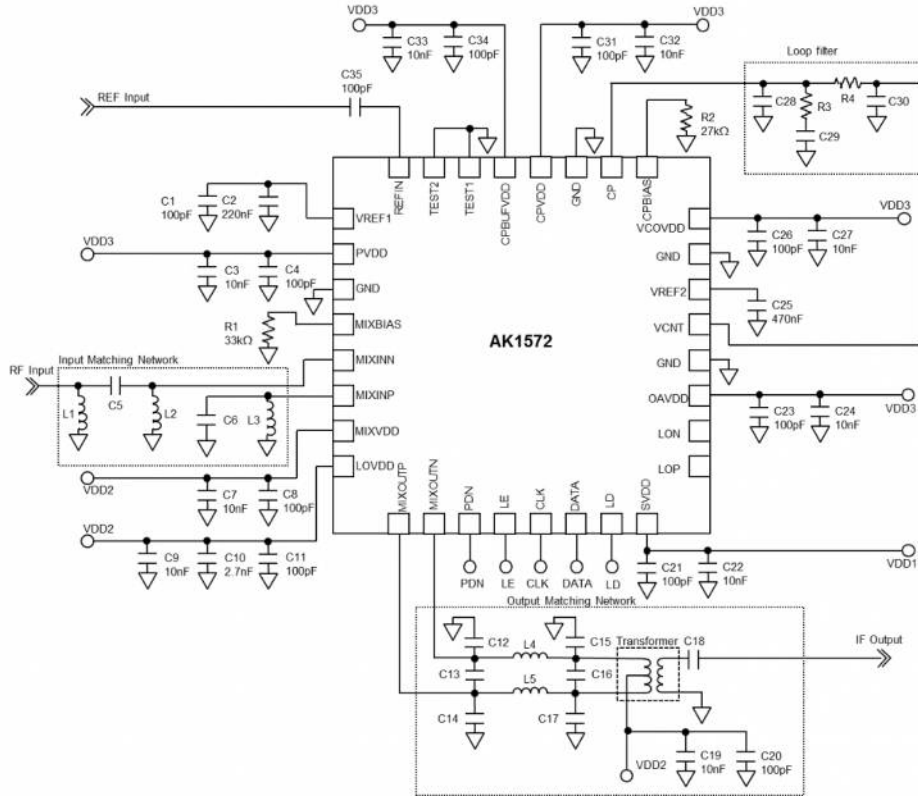 VDD3
C33
10nF
C34
100pF
C31
100pF
C32
10nF
VDD3
Loop filter
C35
100pF
REF Input
R2
27kΩ
C28
R3
R4
C30
C29
C1
100pF
C2
220nF
REFIN
TEST2
TEST1
CPBUFVDD
CPVDD
GND
CP
CPBIAS
VREF1
VCOVDD
VDD3
C26
100pF
C27
10nF
VDD3
PVDD
C3
10nF
C4
100pF
GND
GND
VREF2
C25
470nF
R1
33kΩ
MIXBIAS
AK1572
VCNT
Input Matching Network
RF Input
MIXINN
GND
L1
C5
L2
C6
L3
MIXINP
OAVDD
VDD3
C23
100pF
C24
10nF
MIXVDD
LON
VDD2
C7
10nF
C8
100pF
LOVDD
LOP
MIXOUTP
MIXOUTN
PDN
LE
CLK
DATA
LD
SVDD
VDD2
C9
10nF
C10
2.7nF
C11
100pF
PDN
LE
CLK
DATA
LD
C21
100pF
C22
10nF
VDD1
Output Matching Network
C12
L4
C15
Transformer
C18
IF Output
C13
L5
C16
C14
C17
VDD2
C19
10nF
C20
100pF